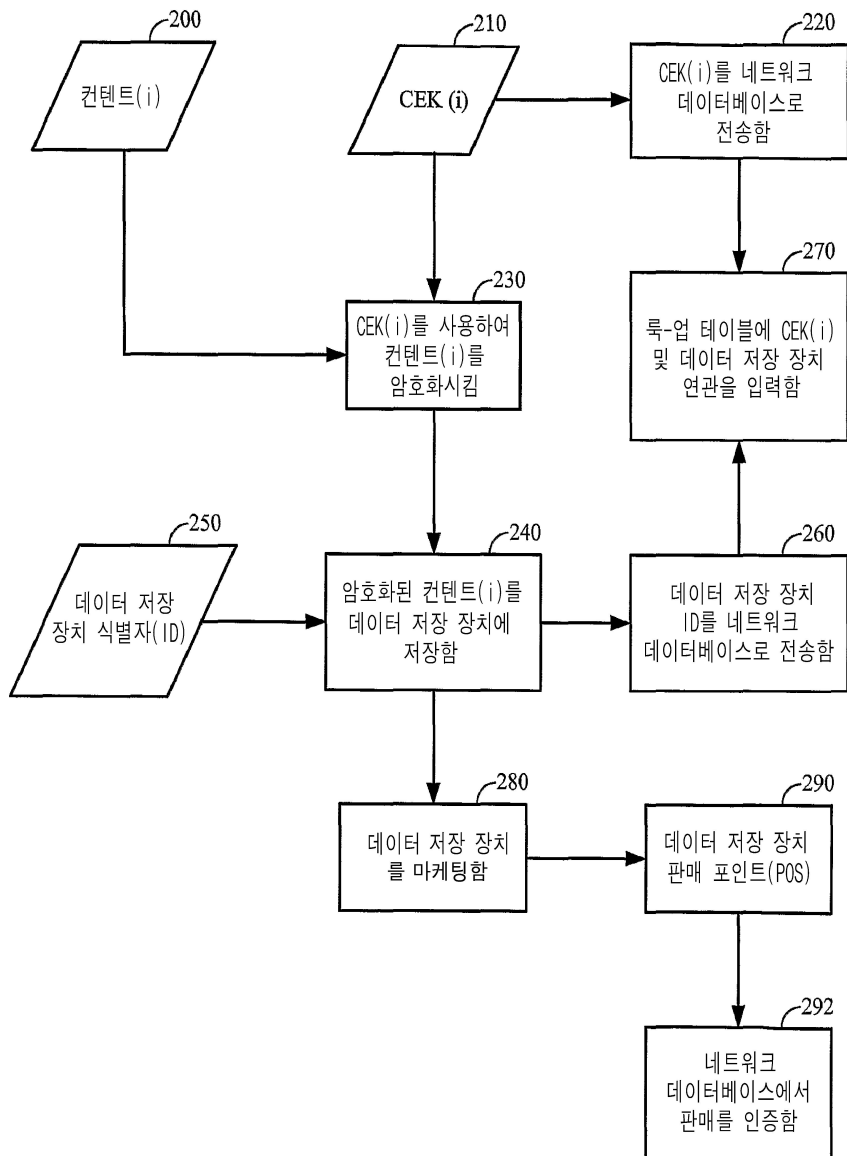 200
컨텐트(i)
210
CEK (i)
220
CEK(i)를 네트워크
데이터베이스로
전송함
230
CEK(i)를 사용하여
컨텐트(i)를
암호화시킴
270
룩-업 테이블에 CEK(i)
및 데이터 저장 장치
연관을 입력함
250
데이터 저장
장치 식별자(ID)
240
암호화된 컨텐트(i)를
데이터 저장 장치에
저장함
260
데이터 저장 장치
ID를 네트워크
데이터베이스로 전송함
280
데이터 저장 장치
를 마케팅함
290
데이터 저장 장치
판매 포인트(POS)
292
네트워크
데이터베이스에서
판매를 인증함